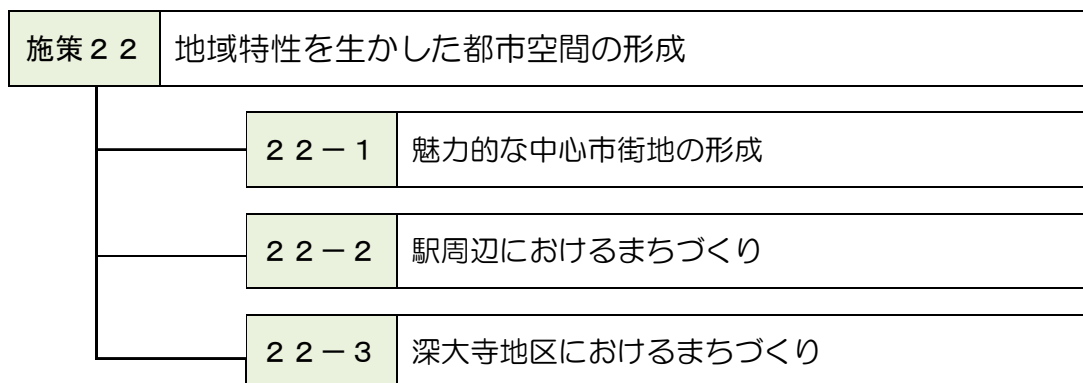 施策２２ 地域特性を生かした都市空間の形成
２２－１ 魅力的な中心市街地の形成
２２－２ 駅周辺におけるまちづくり
２２－３ 深大寺地区におけるまちづくり